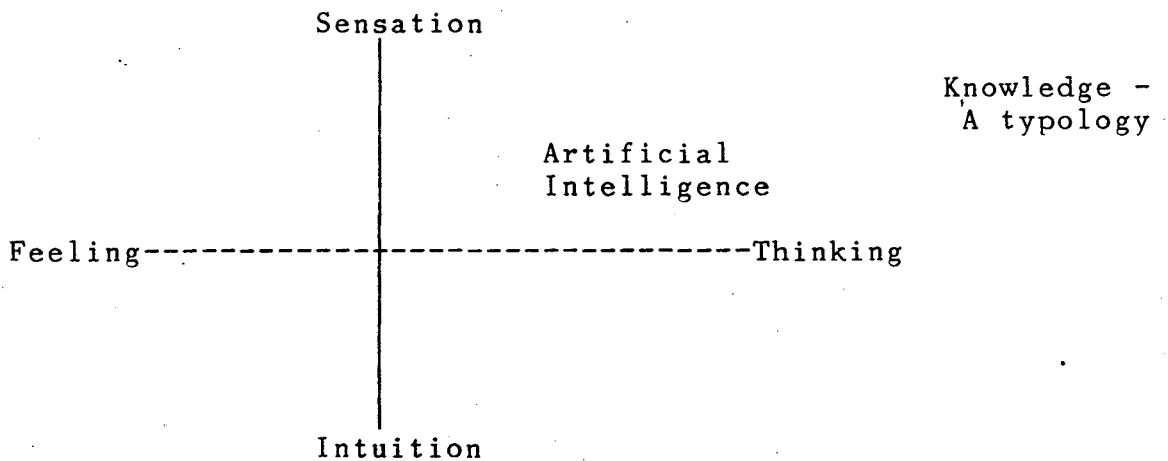 Sensation
Knowledge -
A typology
Artificial
Intelligence
Feeling--------------------------------------Thinking
Intuition